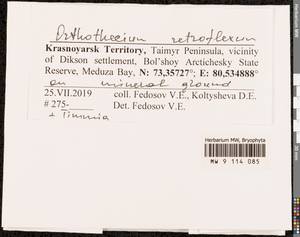 Orthothecium retroflexum
Krasnoyarsk Territory, Taimyr Peninsula, vicinity
of Dikson settlement, Bol'shoy Arctichesky State
Reserve, Meduza Bay, N: 73,35727°; E: 80,534888°
on mineral ground
25.VII.2019 coll. Fedosov V.E., Koltysheva D.E.
# 275- Det. Fedosov V.E.
+ Timmia
Herbarium MW, Bryophyta
MW 9 114 085